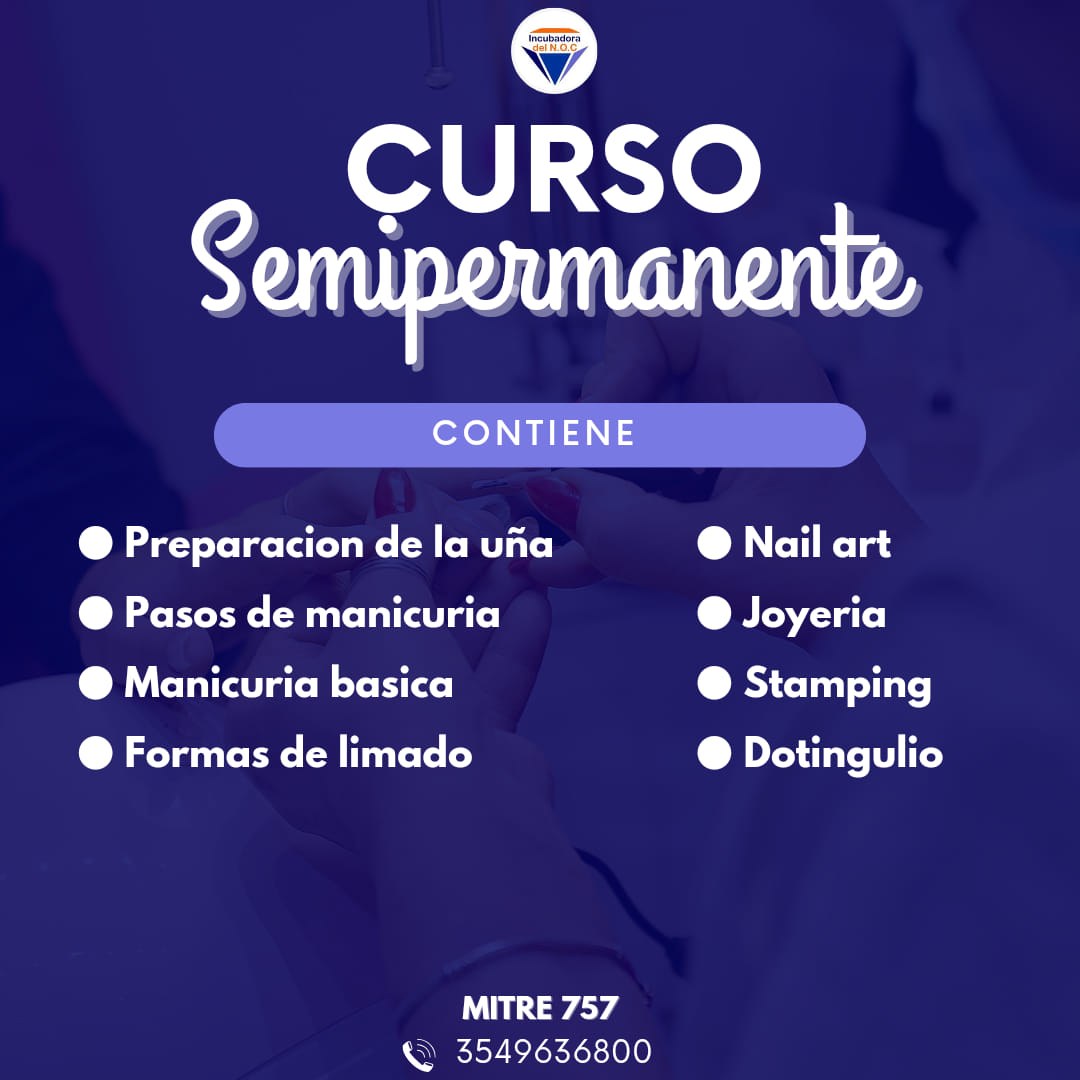 Incubadora
del N.O.C
CURSO
Semipermanente
CONTIENE
Preparacion de la uña
Pasos de manicuria
Manicuria basica
Formas de limado
Nail art
Joyeria
Stamping
Dotingulio
MITRE 757
3549636800